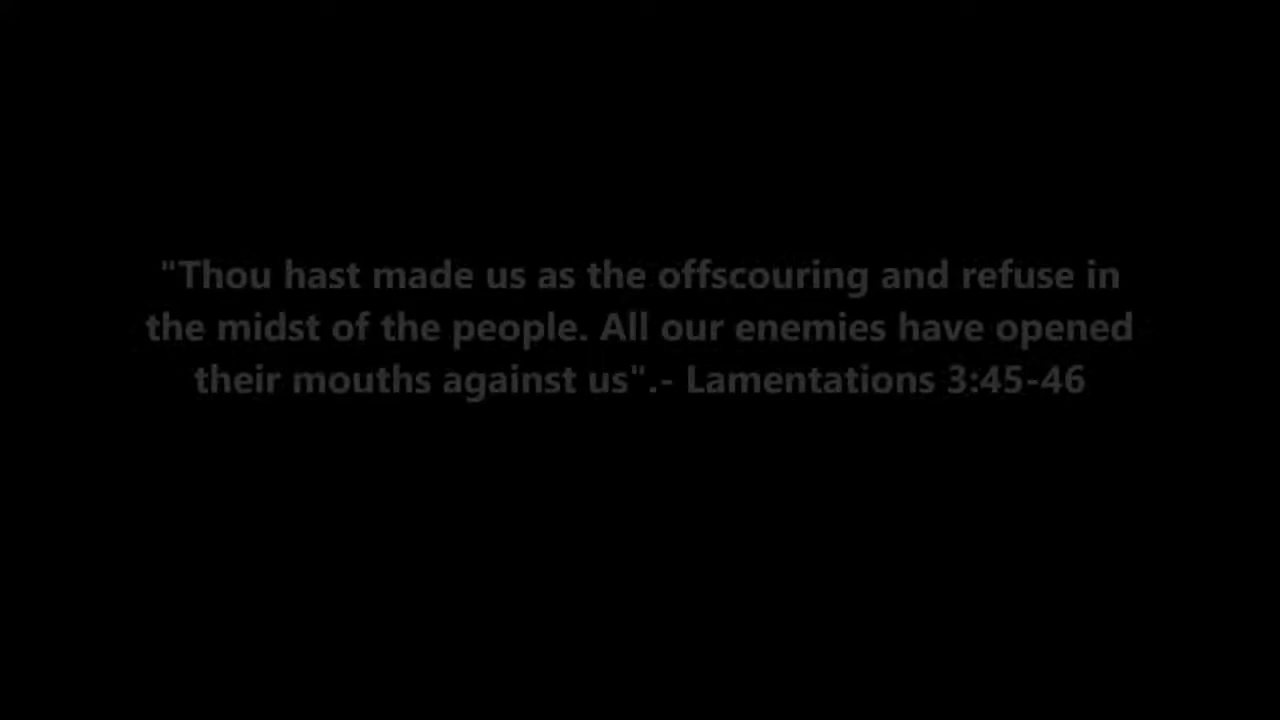 "Thou hast made us as the offscouring and refuse in
the midst of the people. All our enemies have opened
their mouths against us".- Lamentations 3:45-46